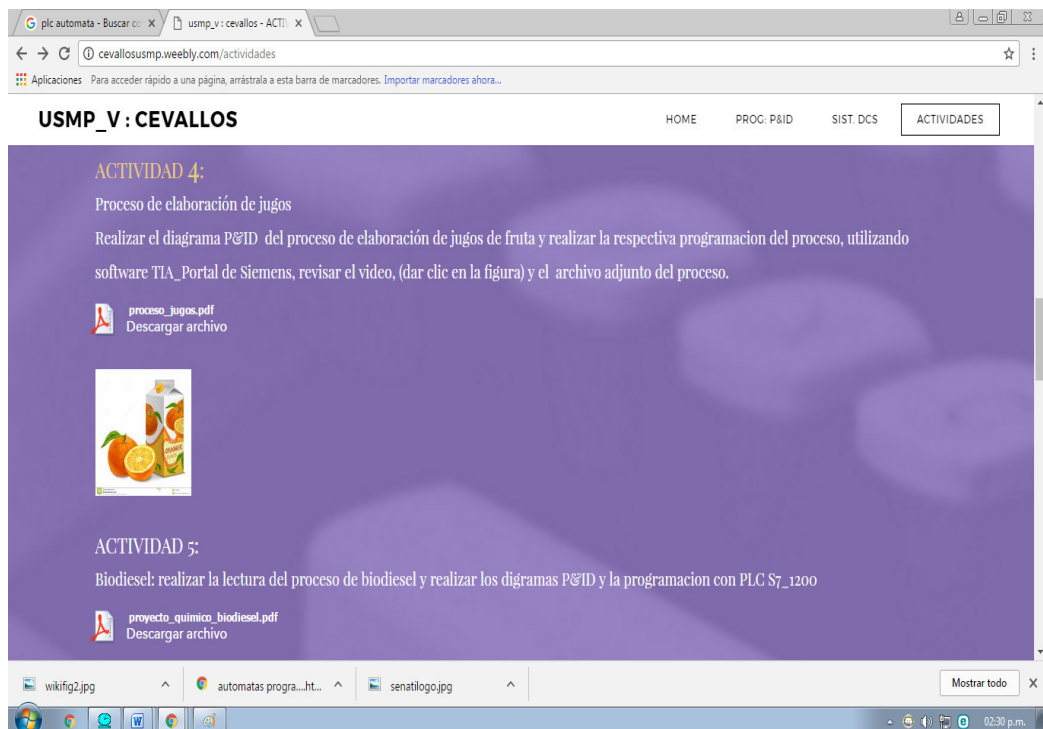 plc automata - Buscar co
usmp_v : cevallos - ACTI
cevallosusmp.weebly.com/actividades
Aplicaciones Para acceder rápido a una página, arrástrala a esta barra de marcadores. Importar marcadores ahora...
USMP_V : CEVALLOS
HOME PROG: P&ID SIST. DCS ACTIVIDADES
ACTIVIDAD 4:
Proceso de elaboración de jugos
Realizar el diagrama P&ID del proceso de elaboración de jugos de fruta y realizar la respectiva programacion del proceso, utilizando
software TIA_Portal de Siemens, revisar el video, (dar clic en la figura) y el archivo adjunto del proceso.
proceso_jugos.pdf
Descargar archivo
ORANGE
ACTIVIDAD 5:
Biodiesel: realizar la lectura del proceso de biodiesel y realizar los digramas P&ID y la programacion con PLC S7_1200
proyecto_quimico_biodiesel.pdf
Descargar archivo
wikifig2.jpg
automatas progra....ht...
senatilogo.jpg
Mostrar todo
02:30 p.m.